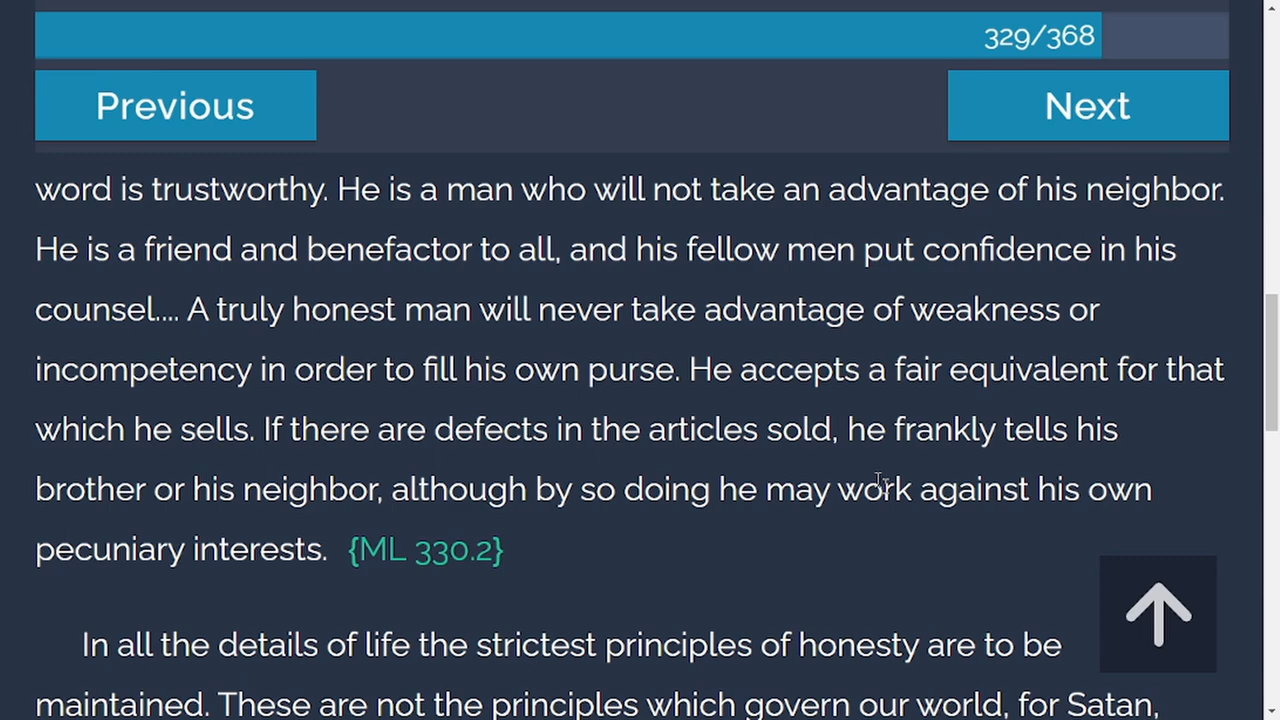 329/368
Previous
Next
word is trustworthy. He is a man who will not take an advantage of his neighbor.
He is a friend and benefactor to all, and his fellow men put confidence in his
counsel.... A truly honest man will never take advantage of weakness or
incompetency in order to fill his own purse. He accepts a fair equivalent for that
which he sells. If there are defects in the articles sold, he frankly tells his
brother or his neighbor, although by so doing he may work against his own
pecuniary interests. {ML 330.2}
In all the details of life the strictest principles of honesty are to be
maintained. These are not the principles which govern our world, for Satan,